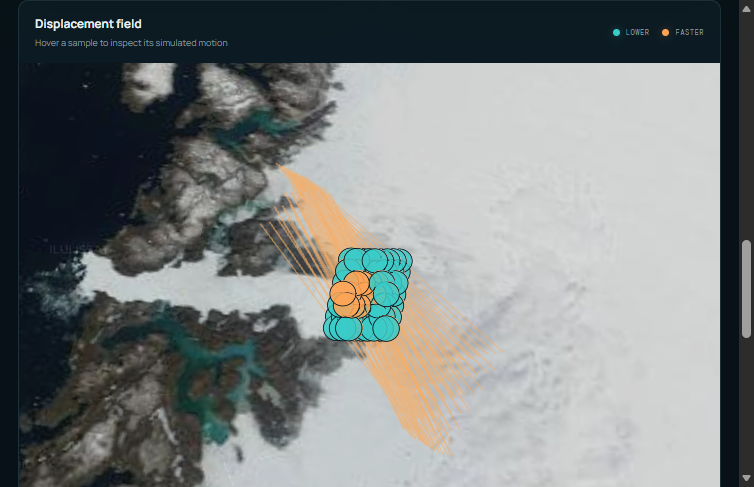 Displacement field
Hover a sample to inspect its simulated motion
LOWER
FASTER